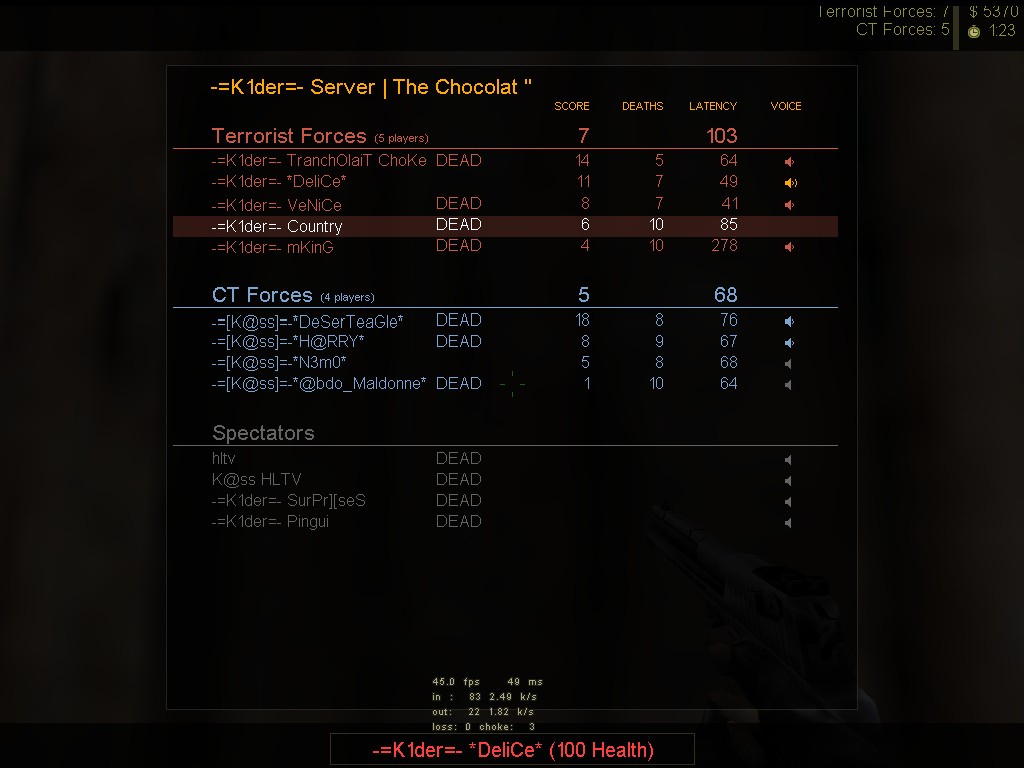 Terrorist Forces: 7 $ 5370
CT Forces: 5 1:23
-=K1der=- Server | The Chocolat "
SCORE DEATHS LATENCY VOICE
Terrorist Forces (5 players) 7 103
-=K1der=- TranchOlaiT ChoKe DEAD 14 5 64
-=K1der=- *DeliCe* 11 7 49
-=K1der=- VeNiCe DEAD 8 7 41
-=K1der=- Country DEAD 6 10 85
-=K1der=- mKinG DEAD 4 10 278
CT Forces (4 players) 5 68
-=[K@ss]=-*DeSerTeaGle* DEAD 18 8 76
-=[K@ss]=-*H@RRY* DEAD 8 9 67
-=[K@ss]=-*N3m0* 5 8 68
-=[K@ss]=-*@bdo_Maldonne* DEAD 1 10 64
Spectators
hltv DEAD
K@ss HLTV DEAD
-=K1der=- SurPr][seS DEAD
-=K1der=- Pingui DEAD
45.0 fps 49 ms
in : 83 2.49 k/s
out: 22 1.82 k/s
loss: 0 choke: 3
-=K1der=- *DeliCe* (100 Health)